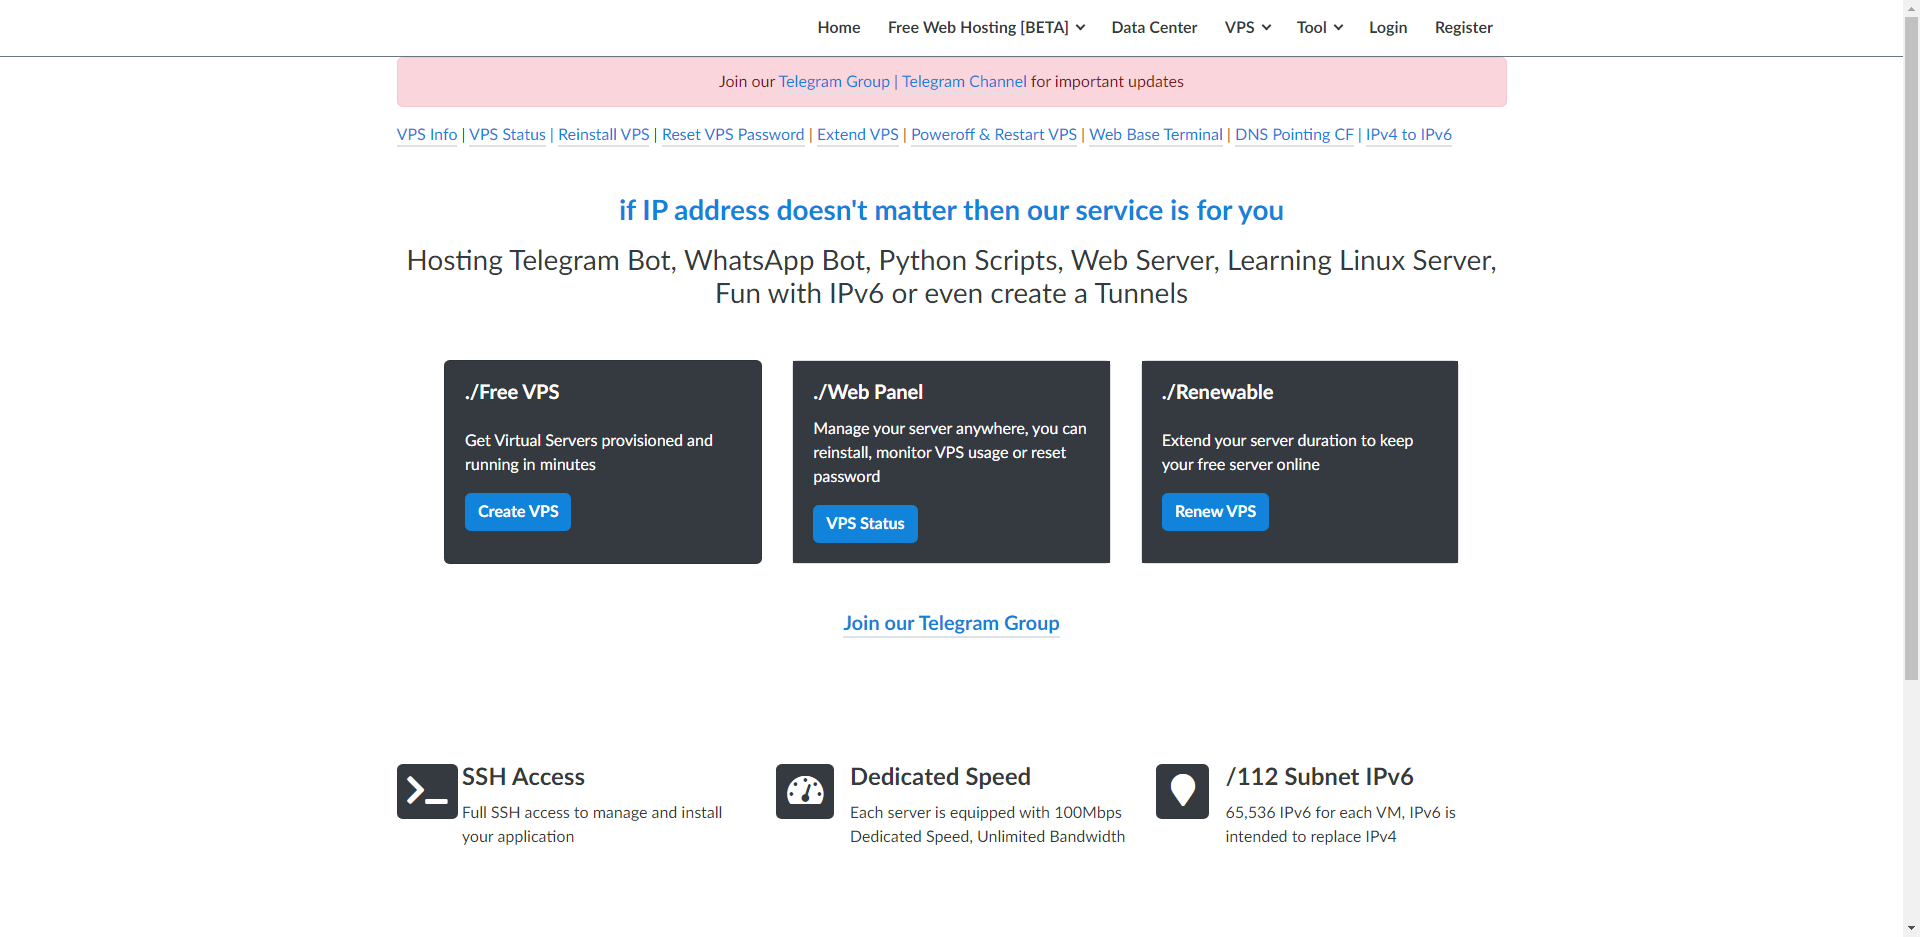 Home Free Web Hosting [BETA] Data Center VPS Tool Login Register
Join our Telegram Group | Telegram Channel for important updates
VPS Info | VPS Status | Reinstall VPS | Reset VPS Password | Extend VPS | Poweroff & Restart VPS | Web Base Terminal | DNS Pointing CF | IPv4 to IPv6
if IP address doesn't matter then our service is for you
Hosting Telegram Bot, WhatsApp Bot, Python Scripts, Web Server, Learning Linux Server,
Fun with IPv6 or even create a Tunnels
./Free VPS
Get Virtual Servers provisioned and
running in minutes
Create VPS
./Web Panel
Manage your server anywhere, you can
reinstall, monitor VPS usage or reset
password
VPS Status
./Renewable
Extend your server duration to keep
your free server online
Renew VPS
Join our Telegram Group
SSH Access
Full SSH access to manage and install
your application
Dedicated Speed
Each server is equipped with 100Mbps
Dedicated Speed, Unlimited Bandwidth
/112 Subnet IPv6
65,536 IPv6 for each VM, IPv6 is
intended to replace IPv4